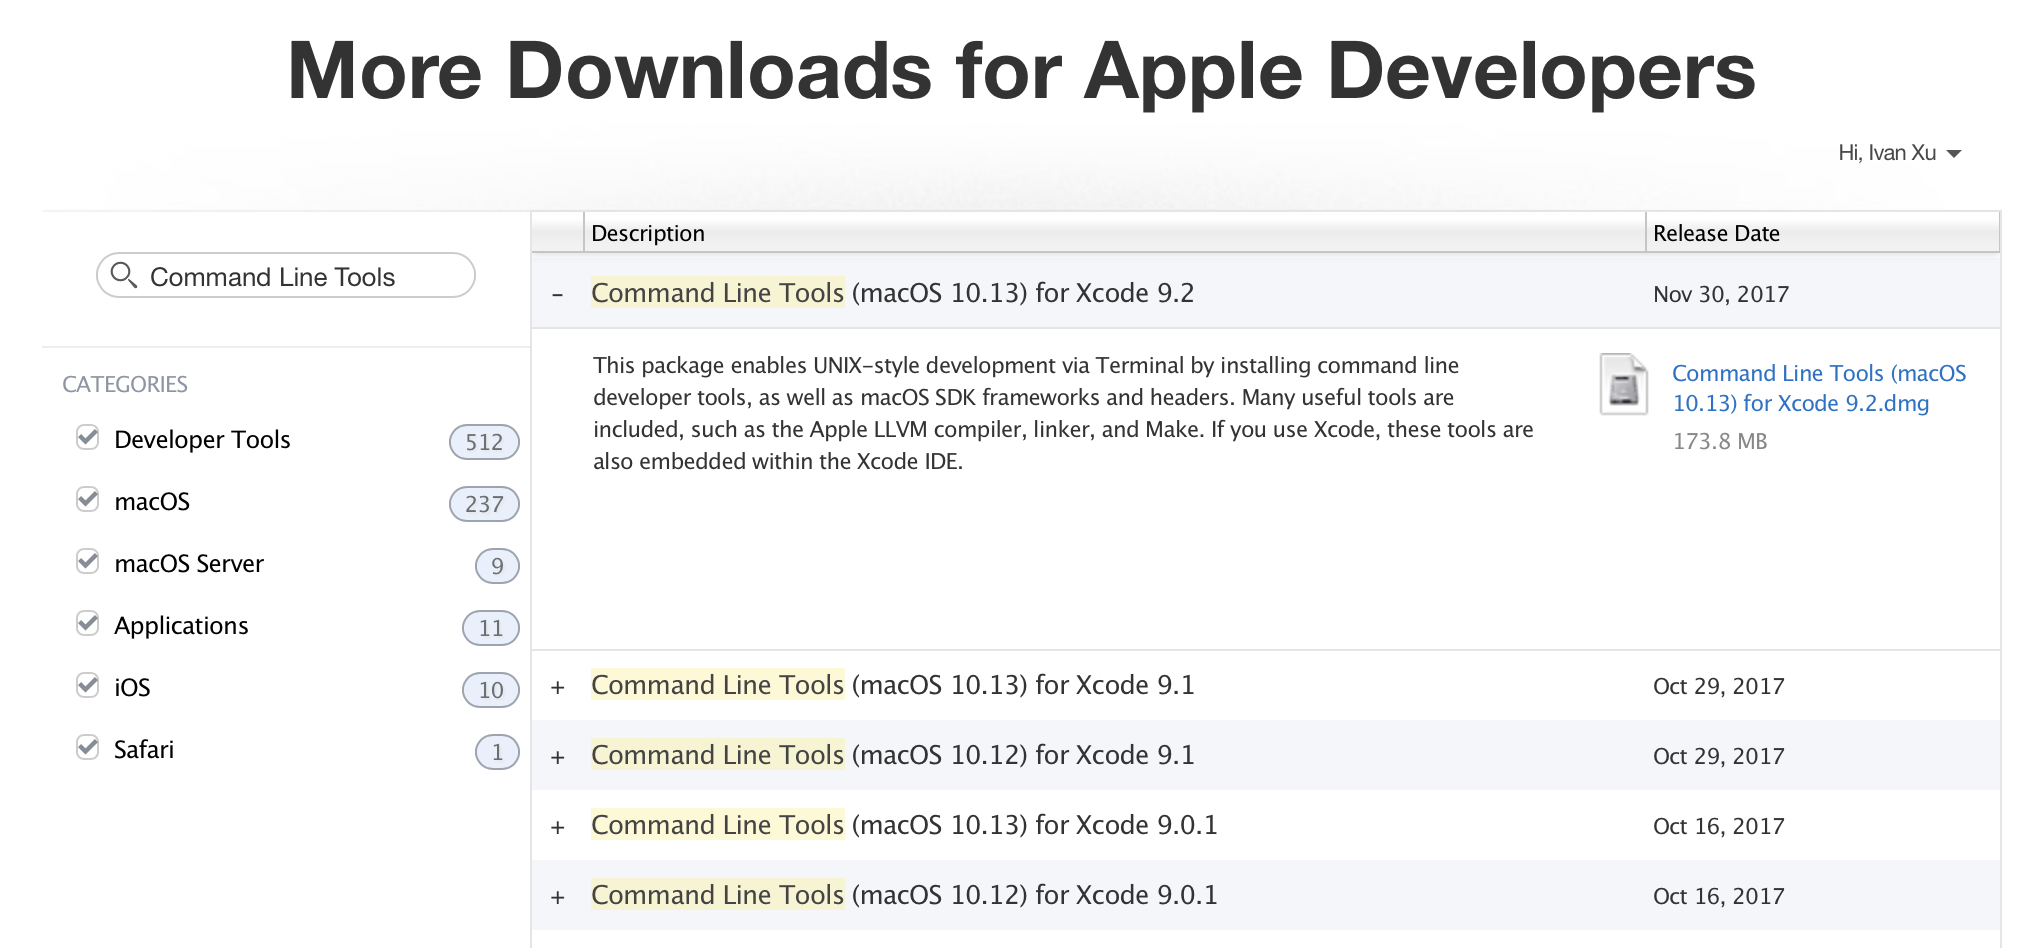 More Downloads for Apple Developers
Hi, Ivan Xu
Command Line Tools
CATEGORIES
Developer Tools 512
macOS 237
macOS Server 9
Applications 11
iOS 10
Safari 1
Description Release Date
– Command Line Tools (macOS 10.13) for Xcode 9.2 Nov 30, 2017
This package enables UNIX–style development via Terminal by installing command line
developer tools, as well as macOS SDK frameworks and headers. Many useful tools are
included, such as the Apple LLVM compiler, linker, and Make. If you use Xcode, these tools are
also embedded within the Xcode IDE.
Command Line Tools (macOS
10.13) for Xcode 9.2.dmg
173.8 MB
+ Command Line Tools (macOS 10.13) for Xcode 9.1 Oct 29, 2017
+ Command Line Tools (macOS 10.12) for Xcode 9.1 Oct 29, 2017
+ Command Line Tools (macOS 10.13) for Xcode 9.0.1 Oct 16, 2017
+ Command Line Tools (macOS 10.12) for Xcode 9.0.1 Oct 16, 2017